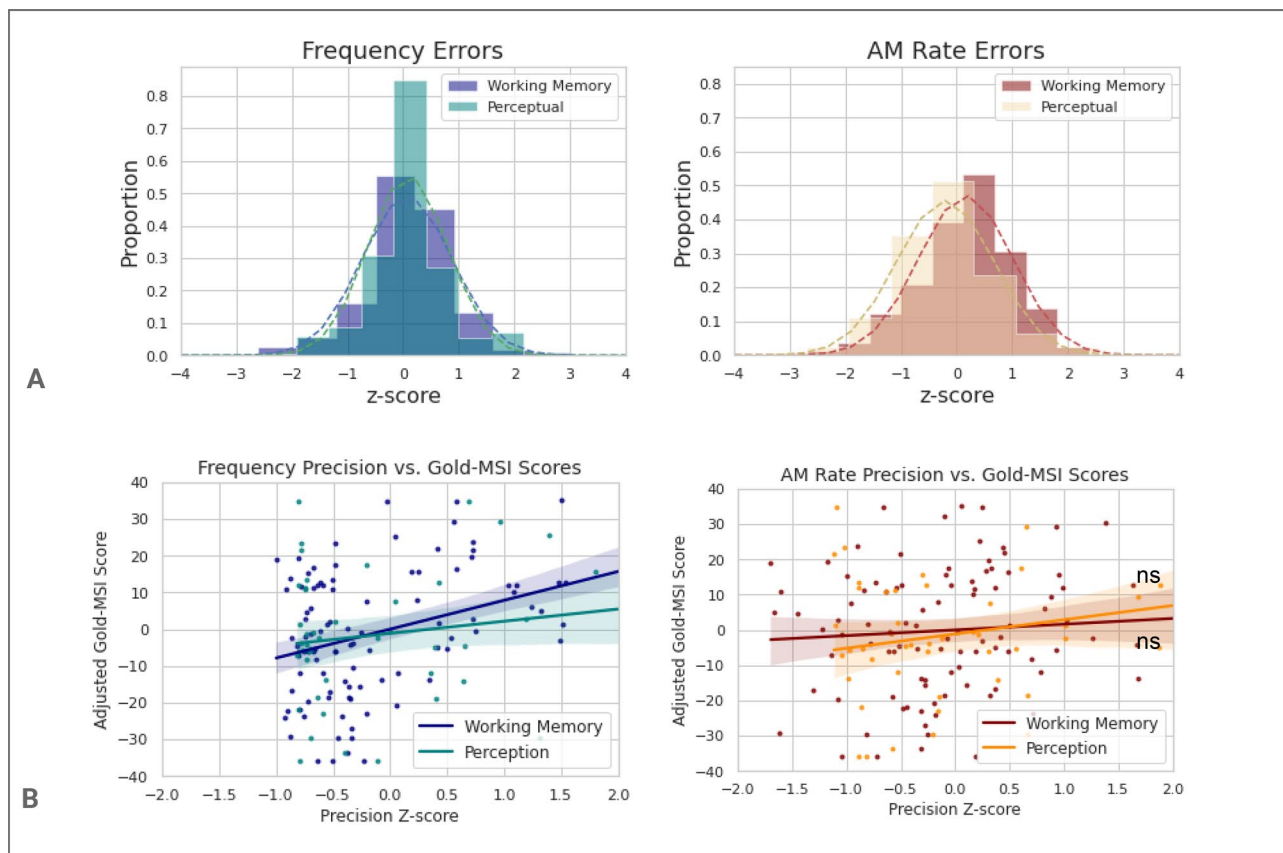 Frequency Errors
Working Memory
Perceptual
Proportion
0.8
0.7
0.6
0.5
0.4
0.3
0.2
0.1
0.0
−4 −3 −2 −1 0 1 2 3 4
z-score
AM Rate Errors
Working Memory
Perceptual
Proportion
0.8
0.7
0.6
0.5
0.4
0.3
0.2
0.1
0.0
−4 −3 −2 −1 0 1 2 3 4
z-score
A
Frequency Precision vs. Gold-MSI Scores
Adjusted Gold-MSI Score
40
30
20
10
0
−10
−20
−30
−40
Working Memory
Perception
−2.0 −1.5 −1.0 −0.5 0.0 0.5 1.0 1.5 2.0
Precision Z-score
AM Rate Precision vs. Gold-MSI Scores
Adjusted Gold-MSI Score
40
30
20
10
0
−10
−20
−30
−40
ns
ns
Working Memory
Perception
−2.0 −1.5 −1.0 −0.5 0.0 0.5 1.0 1.5 2.0
Precision Z-score
B